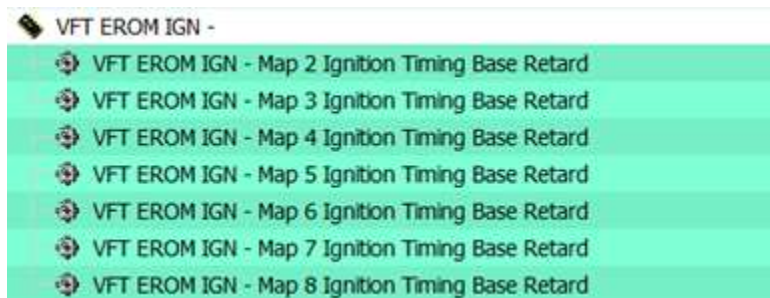 VFT EROM IGN -
VFT EROM IGN - Map 2 Ignition Timing Base Retard
VFT EROM IGN - Map 3 Ignition Timing Base Retard
VFT EROM IGN - Map 4 Ignition Timing Base Retard
VFT EROM IGN - Map 5 Ignition Timing Base Retard
VFT EROM IGN - Map 6 Ignition Timing Base Retard
VFT EROM IGN - Map 7 Ignition Timing Base Retard
VFT EROM IGN - Map 8 Ignition Timing Base Retard